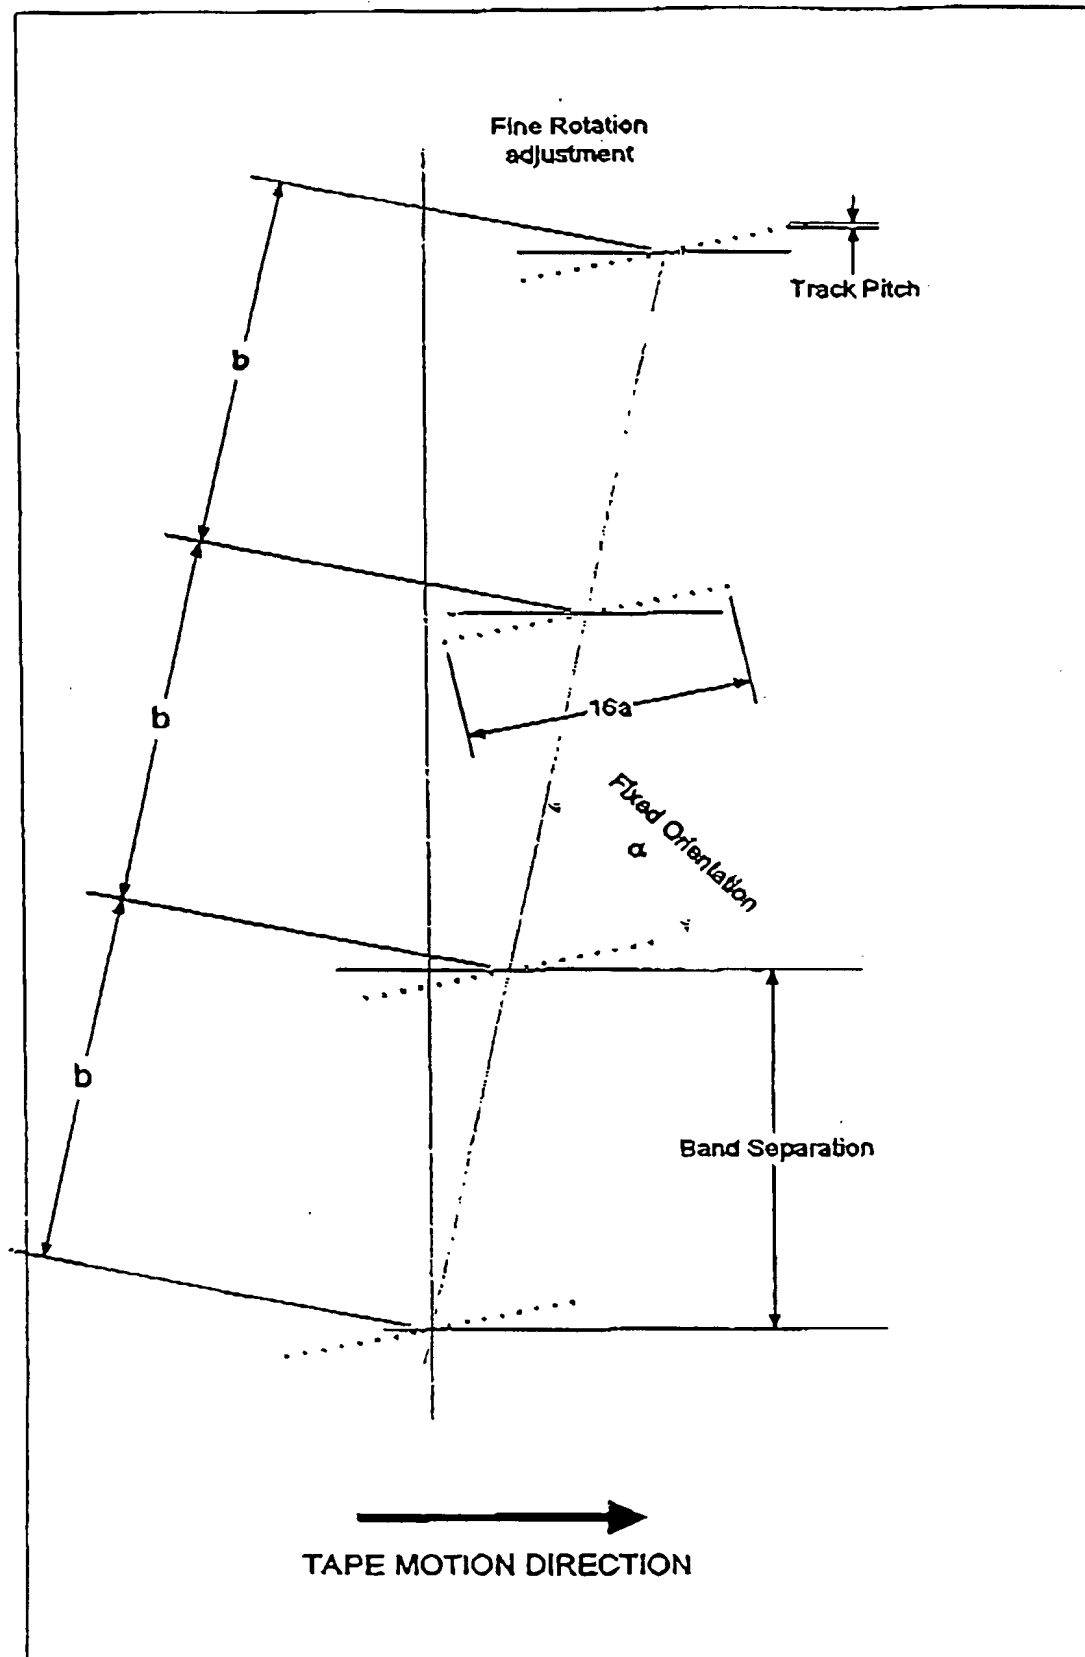 Fine Rotation
adjustment
Track Pitch
b
b
16a
Fixed Orientation
α
b
Band Separation
TAPE MOTION DIRECTION